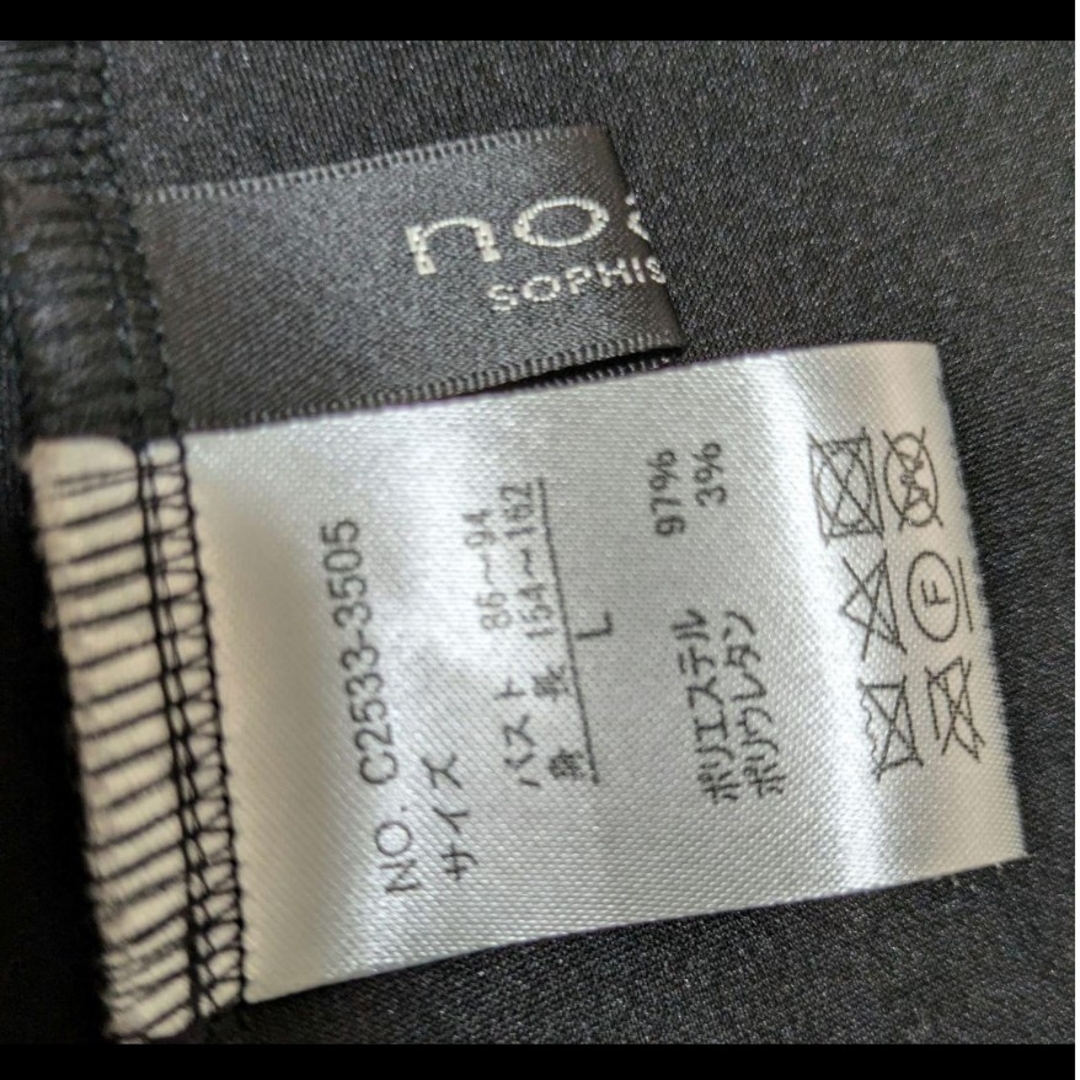 noa
SOPHIS
NO. C2533-3505
サイズ
バスト 86~94
身 長 154~162
L
ポリエステル 97%
ポリウレタン 3%
F